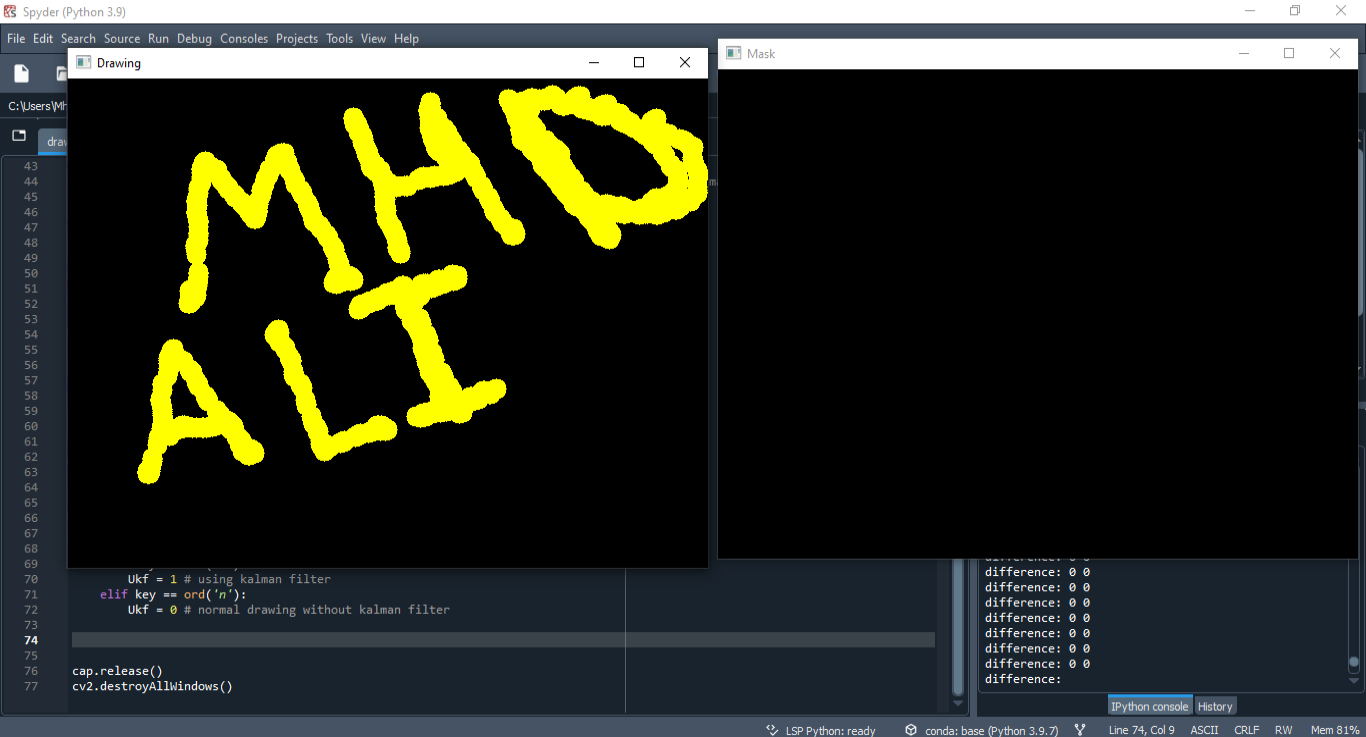 Spyder (Python 3.9)
File Edit Search Source Run Debug Consoles Projects Tools View Help
Drawing
Mask
C:\Users\Mh
draw
MHD
ALI
43
44
45
46
47
48
49
50
51
52
53
54
55
56
57
58
59
60
61
62
63
64
65
66
67
68
69
70 Ukf = 1 # using kalman filter
71 elif key == ord('n'):
72 Ukf = 0 # normal drawing without kalman filter
73
74
75
76 cap.release()
77 cv2.destroyAllWindows()
difference: 0 0
difference: 0 0
difference: 0 0
difference: 0 0
difference: 0 0
difference: 0 0
difference: 0 0
difference: 0 0
difference:
IPython console History
LSP Python: ready conda: base (Python 3.9.7) Line 74, Col 9 ASCII CRLF RW Mem 81%